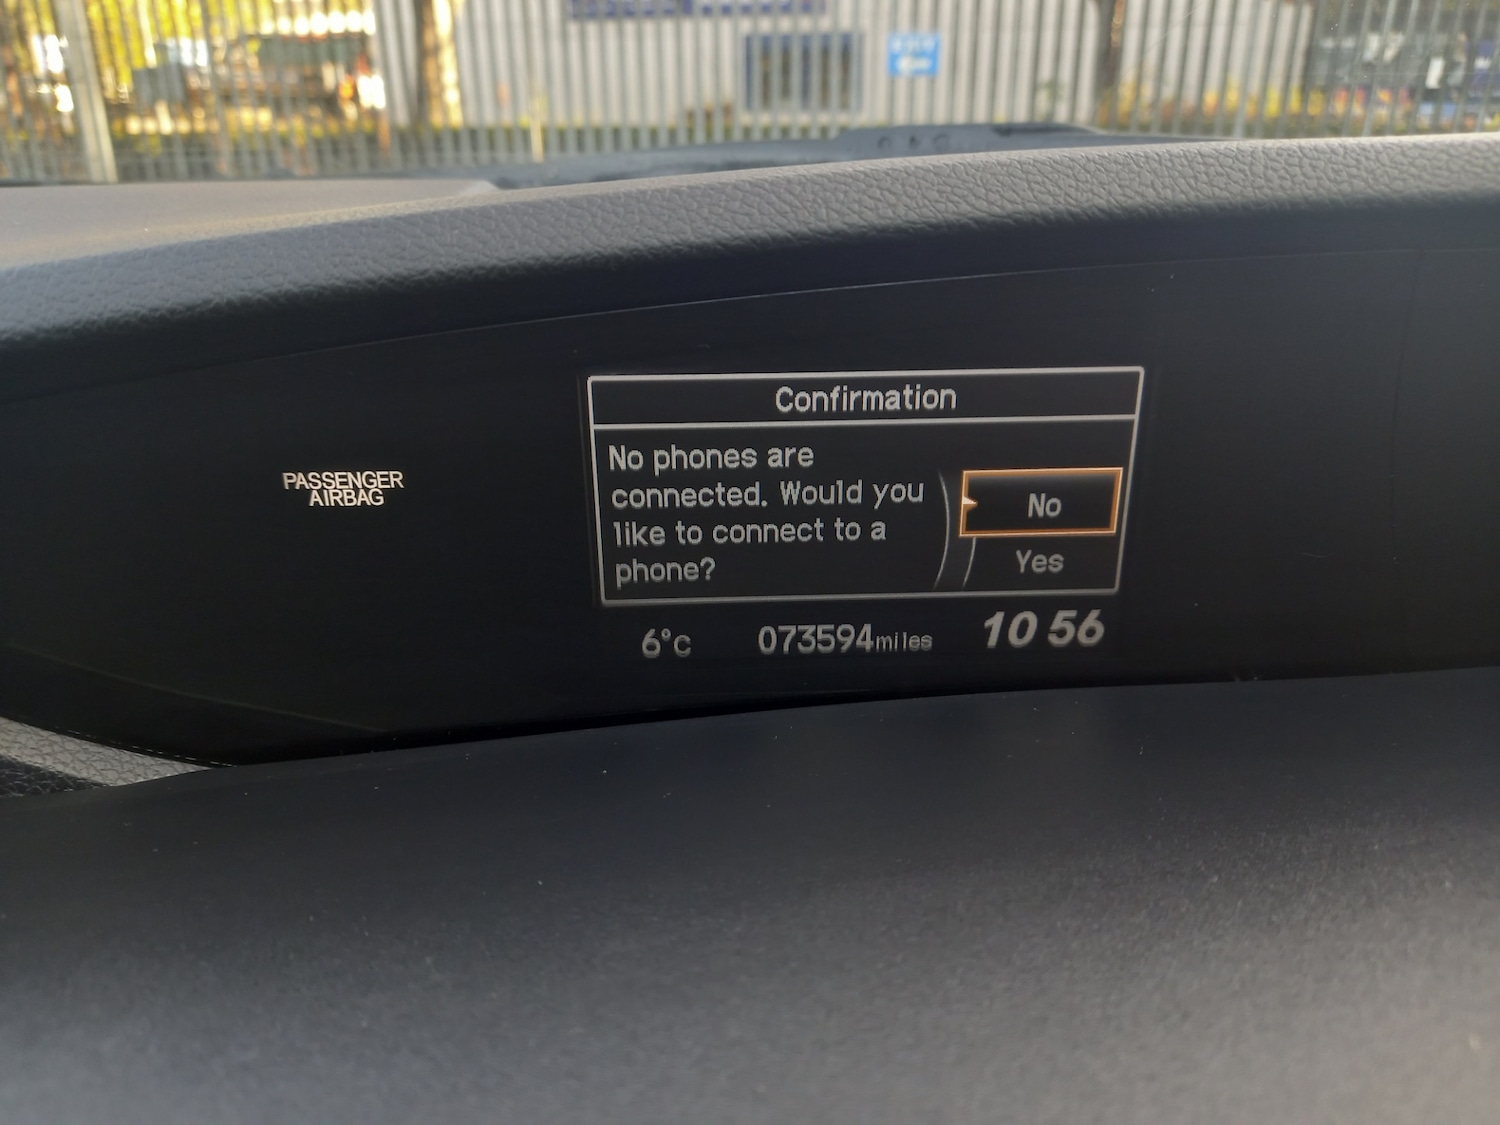 Confirmation
No phones are
connected. Would you
like to connect to a
phone?
No
Yes
PASSENGER
AIRBAG
6°c
073594miles
10 56